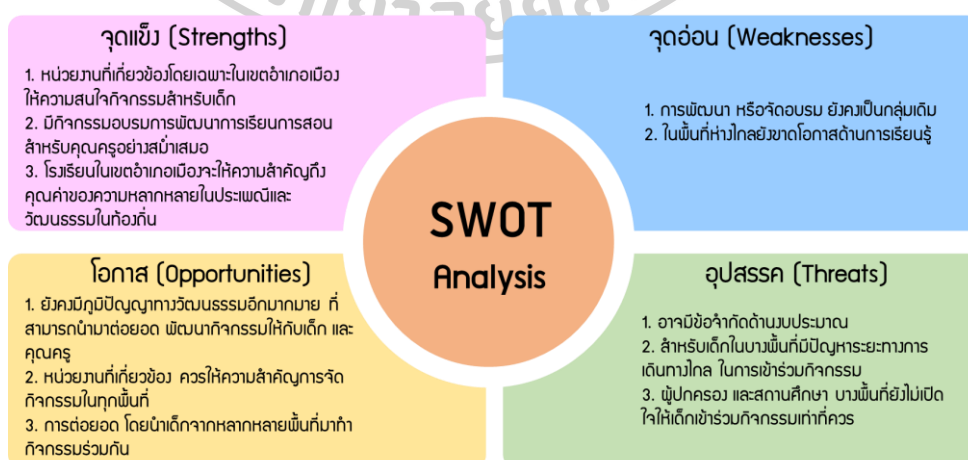 จุดแข็ง (Strengths)
1. หน่วยงานที่เกี่ยวข้องโดยเฉพาะในเขตอำเภอเมือง
ให้ความสนใจกิจกรรมสำหรับเด็ก
2. มีกิจกรรมอบรมการพัฒนาการเรียนการสอน
สำหรับคุณครูอย่างสม่ำเสมอ
3. โรงเรียนในเขตอำเภอเมืองจะให้ความสำคัญถึง
คุณค่าของความหลากหลายในประเพณีและ
วัฒนธรรมในท้องถิ่น
จุดอ่อน (Weaknesses)
1. การพัฒนา หรือจัดอบรม ยังคงเป็นกลุ่มเดิม
2. ในพื้นที่ห่างไกลยังขาดโอกาสด้านการเรียนรู้
SWOT
Analysis
โอกาส (Opportunities)
1. ยังคงมีภูมิปัญญาทางวัฒนธรรมอีกมากมาย ที่
สามารถนำมาต่อยอด พัฒนากิจกรรมให้กับเด็ก และ
คุณครู
2. หน่วยงานที่เกี่ยวข้อง ควรให้ความสำคัญการจัด
กิจกรรมในทุกพื้นที่
3. การต่อยอด โดยนำเด็กจากหลากหลายพื้นที่มาทำ
กิจกรรมร่วมกัน
อุปสรรค (Threats)
1. อาจมีข้อจำกัดด้านงบประมาณ
2. สำหรับเด็กในบางพื้นที่มีปัญหาระยะทางการ
เดินทางไกล ในการเข้าร่วมกิจกรรม
3. ผู้ปกครอง และสถานศึกษา บางพื้นที่ยังไม่เปิด
ใจให้เด็กเข้าร่วมกิจกรรมเท่าที่ควร